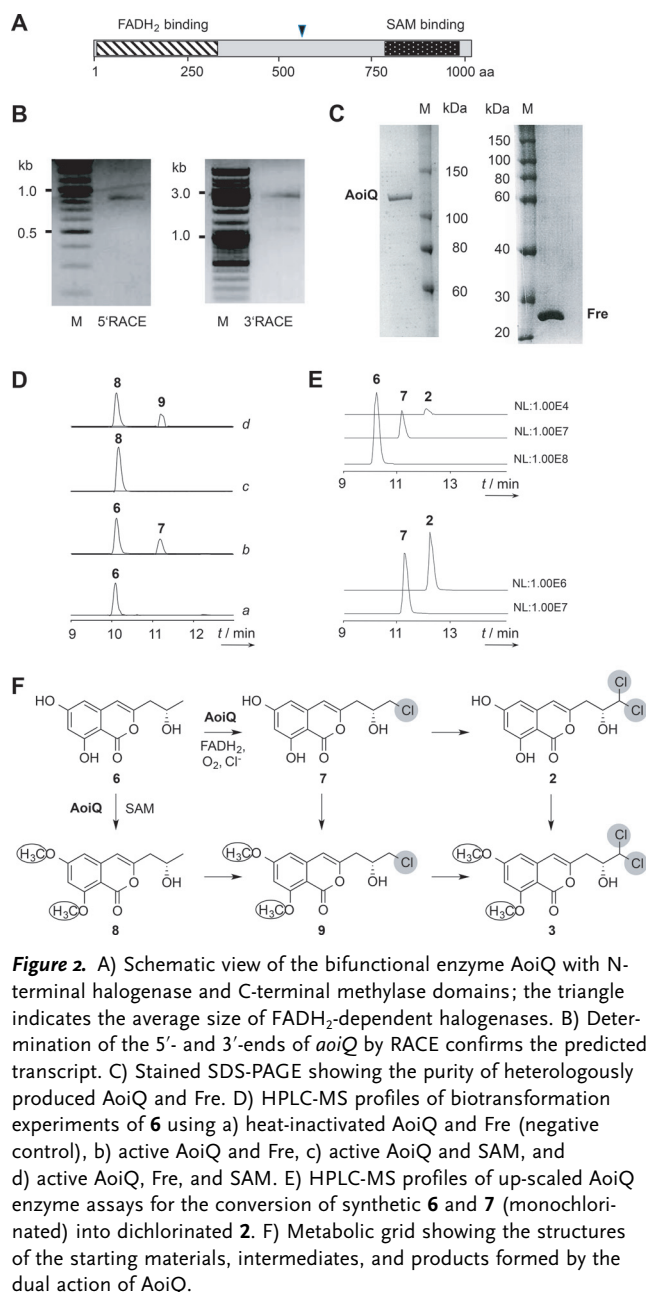 A
FADH2 binding SAM binding
1 250 500 750 1000 aa
B
kb
1.0
0.5
M 5'RACE
3.0
1.0
M 3'RACE
C
M kDa kDa M
AoiQ
150
100
80
60
150
100
80
60
40
30
20
Fre
D
8 9 d
8 c
6 7 b
6 a
9 10 11 12 t / min
E
6 7 2
NL:1.00E4
NL:1.00E7
NL:1.00E8
9 11 13 t / min
7 2
NL:1.00E6
NL:1.00E7
9 11 13 t / min
F
HO OH O O OH
6
AoiQ
FADH2,
O2, Cl-
HO OH O O OH Cl
7
HO OH O O OH Cl Cl
2
AoiQ SAM
H3CO H3CO O O OH
8
H3CO H3CO O O OH Cl
9
H3CO H3CO O O OH Cl Cl
3
Figure 2. A) Schematic view of the bifunctional enzyme AoiQ with N-
terminal halogenase and C-terminal methylase domains; the triangle
indicates the average size of FADH2-dependent halogenases. B) Deter-
mination of the 5′- and 3′-ends of aoiQ by RACE confirms the predicted
transcript. C) Stained SDS-PAGE showing the purity of heterologously
produced AoiQ and Fre. D) HPLC-MS profiles of biotransformation
experiments of 6 using a) heat-inactivated AoiQ and Fre (negative
control), b) active AoiQ and Fre, c) active AoiQ and SAM, and
d) active AoiQ, Fre, and SAM. E) HPLC-MS profiles of up-scaled AoiQ
enzyme assays for the conversion of synthetic 6 and 7 (monochlori-
nated) into dichlorinated 2. F) Metabolic grid showing the structures
of the starting materials, intermediates, and products formed by the
dual action of AoiQ.